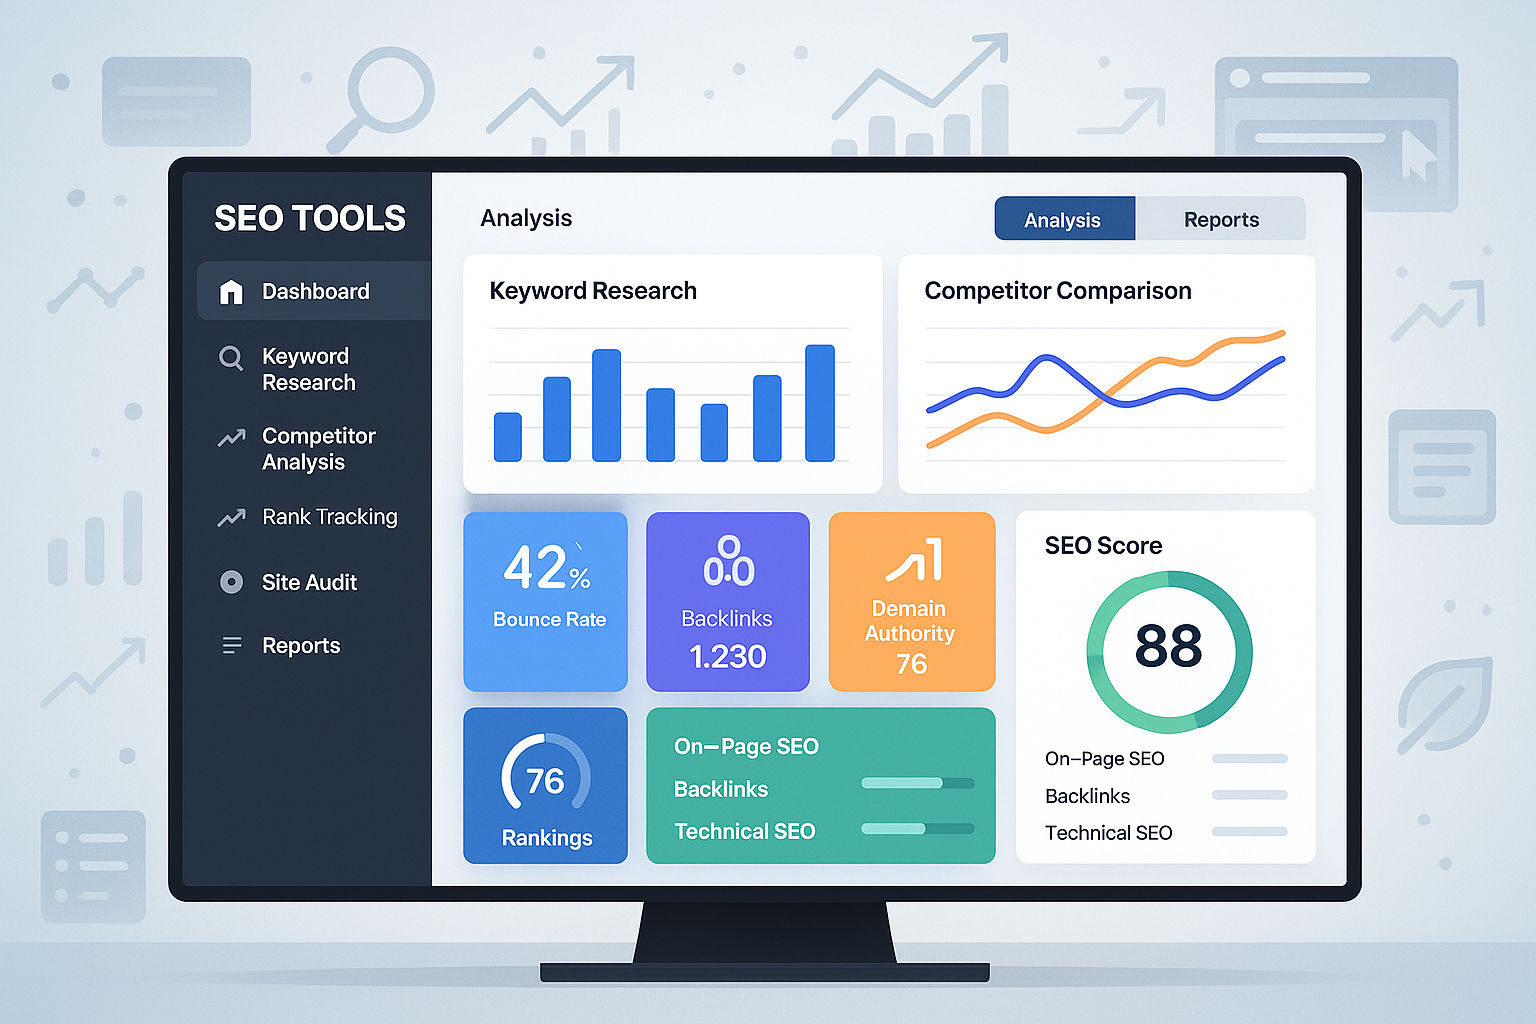 SEO TOOLS
Dashboard
Keyword
Research
Competitor
Analysis
Rank Tracking
Site Audit
Reports
Analysis
Analysis
Reports
Keyword Research
Competitor Comparison
42%
Bounce Rate
0.0
Backlinks
1.230
Demain
Authority
76
SEO Score
88
On–Page SEO
Backlinks
Technical SEO
76
Rankings
On–Page SEO
Backlinks
Technical SEO